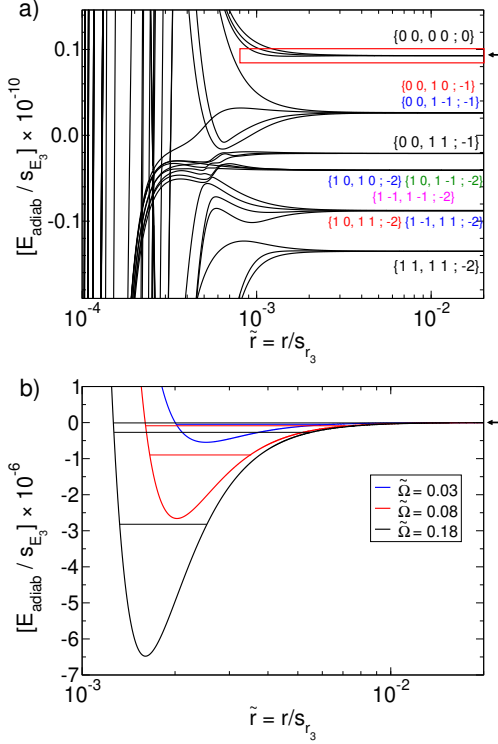 a)
[E_adiab / s_E_3] × 10^-10
0.1
0.0
-0.1
{0 0, 0 0 ; 0}
{0 0, 1 0 ; -1}
{0 0, 1 -1 ; -1}
{0 0, 1 1 ; -1}
{1 0, 1 0 ; -2} {1 0, 1 -1 ; -2}
{1 -1, 1 -1 ; -2}
{1 0, 1 1 ; -2} {1 -1, 1 1 ; -2}
{1 1, 1 1 ; -2}
10^-4 10^-3 10^-2
r̃ = r/s_r_3
b)
[E_adiab / s_E_3] × 10^-6
1
0
-1
-2
-3
-4
-5
-6
-7
Ω̃ = 0.03
Ω̃ = 0.08
Ω̃ = 0.18
10^-3 10^-2
r̃ = r/s_r_3